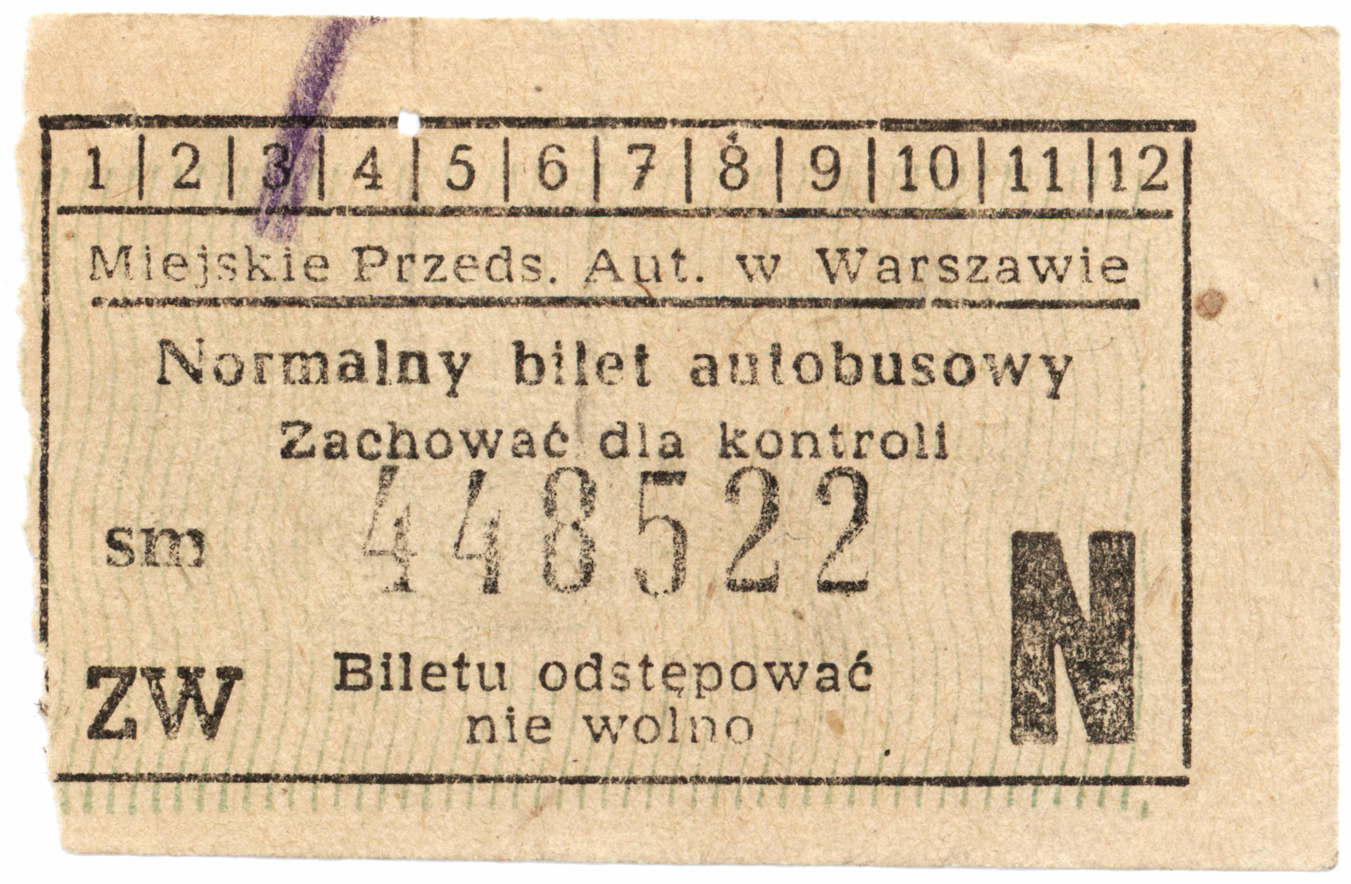 1 | 2 | 3 | 4 | 5 | 6 | 7 | 8 | 9 | 10 | 11 | 12
Miejskie Przeds. Aut. w Warszawie
Normalny bilet autobusowy
Zachować dla kontroli
sm 448522
N
ZW
Biletu odstępować
nie wolno